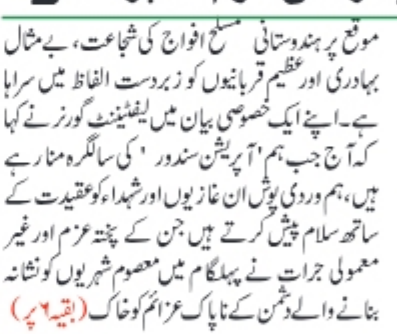 موقع پر ہندوستانی مسلح افواج کی شجاعت، بے مثال
بہادری اور عظیم قربانیوں کو زبردست الفاظ میں سراہا
ہے۔ اپنے ایک خصوصی بیان میں لیفٹیننٹ گورنر نے کہا
کہ آج جب ہم 'آپریشن سندور' کی سالگرہ منا رہے
ہیں، ہم وردی پوش ان غازیوں اور شہداء کو عقیدت کے
ساتھ سلام پیش کرتے ہیں جن کے پختہ عزم اور غیر
معمولی جرات نے پہلگام میں معصوم شہریوں کو نشانہ
بنانے والے دشمن کے ناپاک عزائم کو خاک (بقیہ ۶ پر)